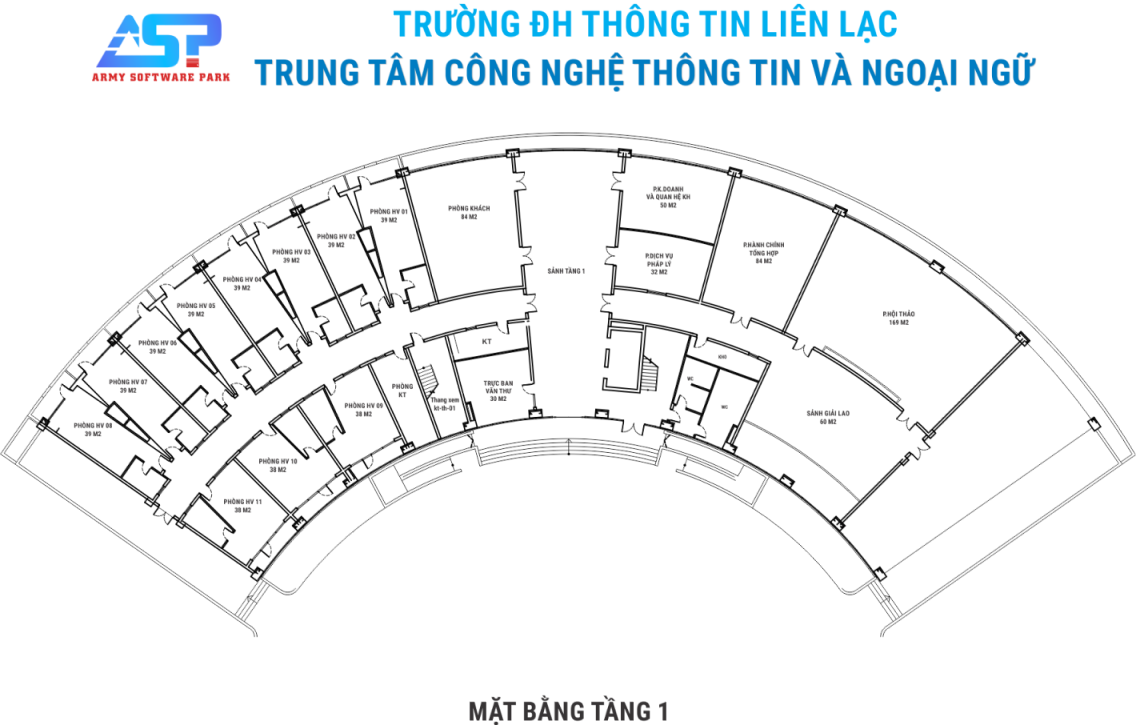 TRƯỜNG ĐH THÔNG TIN LIÊN LẠC
ASP
ARMY SOFTWARE PARK
TRUNG TÂM CÔNG NGHỆ THÔNG TIN VÀ NGOẠI NGỮ
PHÒNG HV 01
39 M2
PHÒNG HV 02
39 M2
PHÒNG HV 03
39 M2
PHÒNG HV 04
39 M2
PHÒNG HV 05
39 M2
PHÒNG HV 06
39 M2
PHÒNG HV 07
39 M2
PHÒNG HV 08
39 M2
PHÒNG KHÁCH
84 M2
SẢNH TẦNG 1
P.K.DOANH
VÀ QUAN HỆ KH
50 M2
P.DỊCH VỤ
PHÁP LÝ
32 M2
P.HÀNH CHÍNH
TỔNG HỢP
84 M2
P.HỘI THẢO
169 M2
KT
TRỰC BAN
VĂN THƯ
30 M2
Thang sem
kt-th-01
PHÒNG
KT
PHÒNG HV 09
38 M2
PHÒNG HV 10
38 M2
PHÒNG HV 11
38 M2
KHO
WC
WC
SẢNH GIẢI LAO
60 M2
MẶT BẰNG TẦNG 1